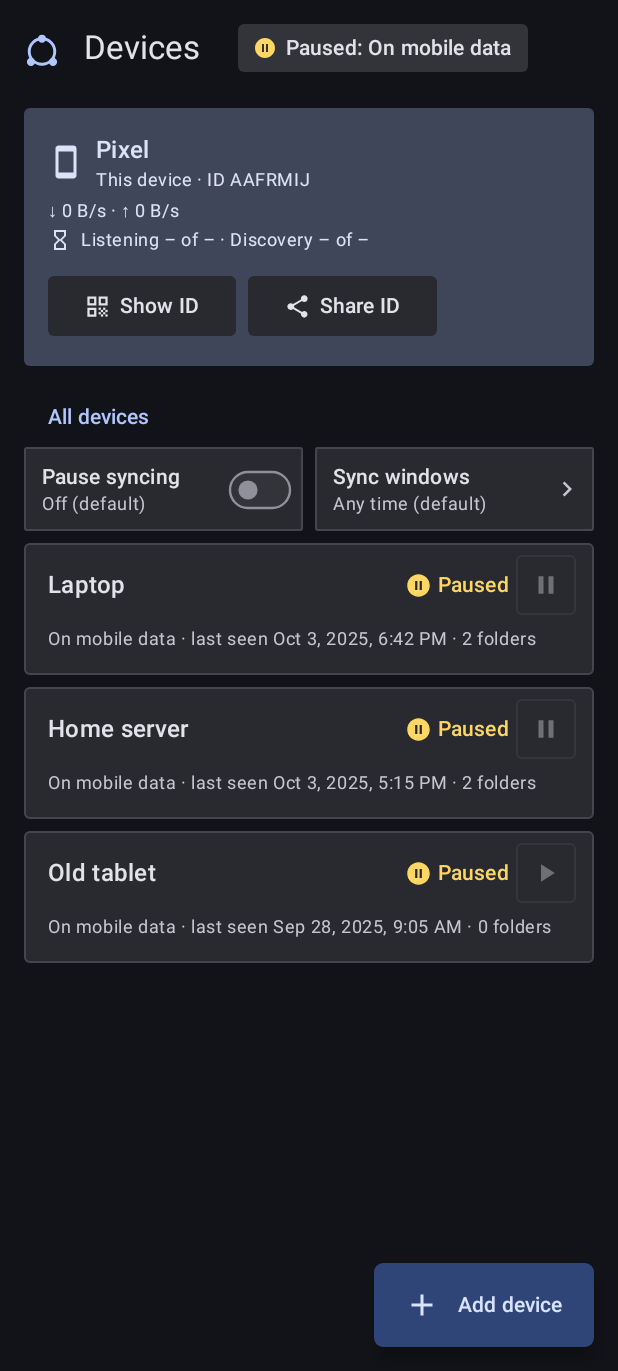 Devices
Paused: On mobile data
Pixel
This device · ID AAFRMIJ
↓ 0 B/s · ↑ 0 B/s
Listening – of – · Discovery – of –
Show ID
Share ID
All devices
Pause syncing
Off (default)
Sync windows
Any time (default)
Laptop
Paused
On mobile data · last seen Oct 3, 2025, 6:42 PM · 2 folders
Home server
Paused
On mobile data · last seen Oct 3, 2025, 5:15 PM · 2 folders
Old tablet
Paused
On mobile data · last seen Sep 28, 2025, 9:05 AM · 0 folders
Add device